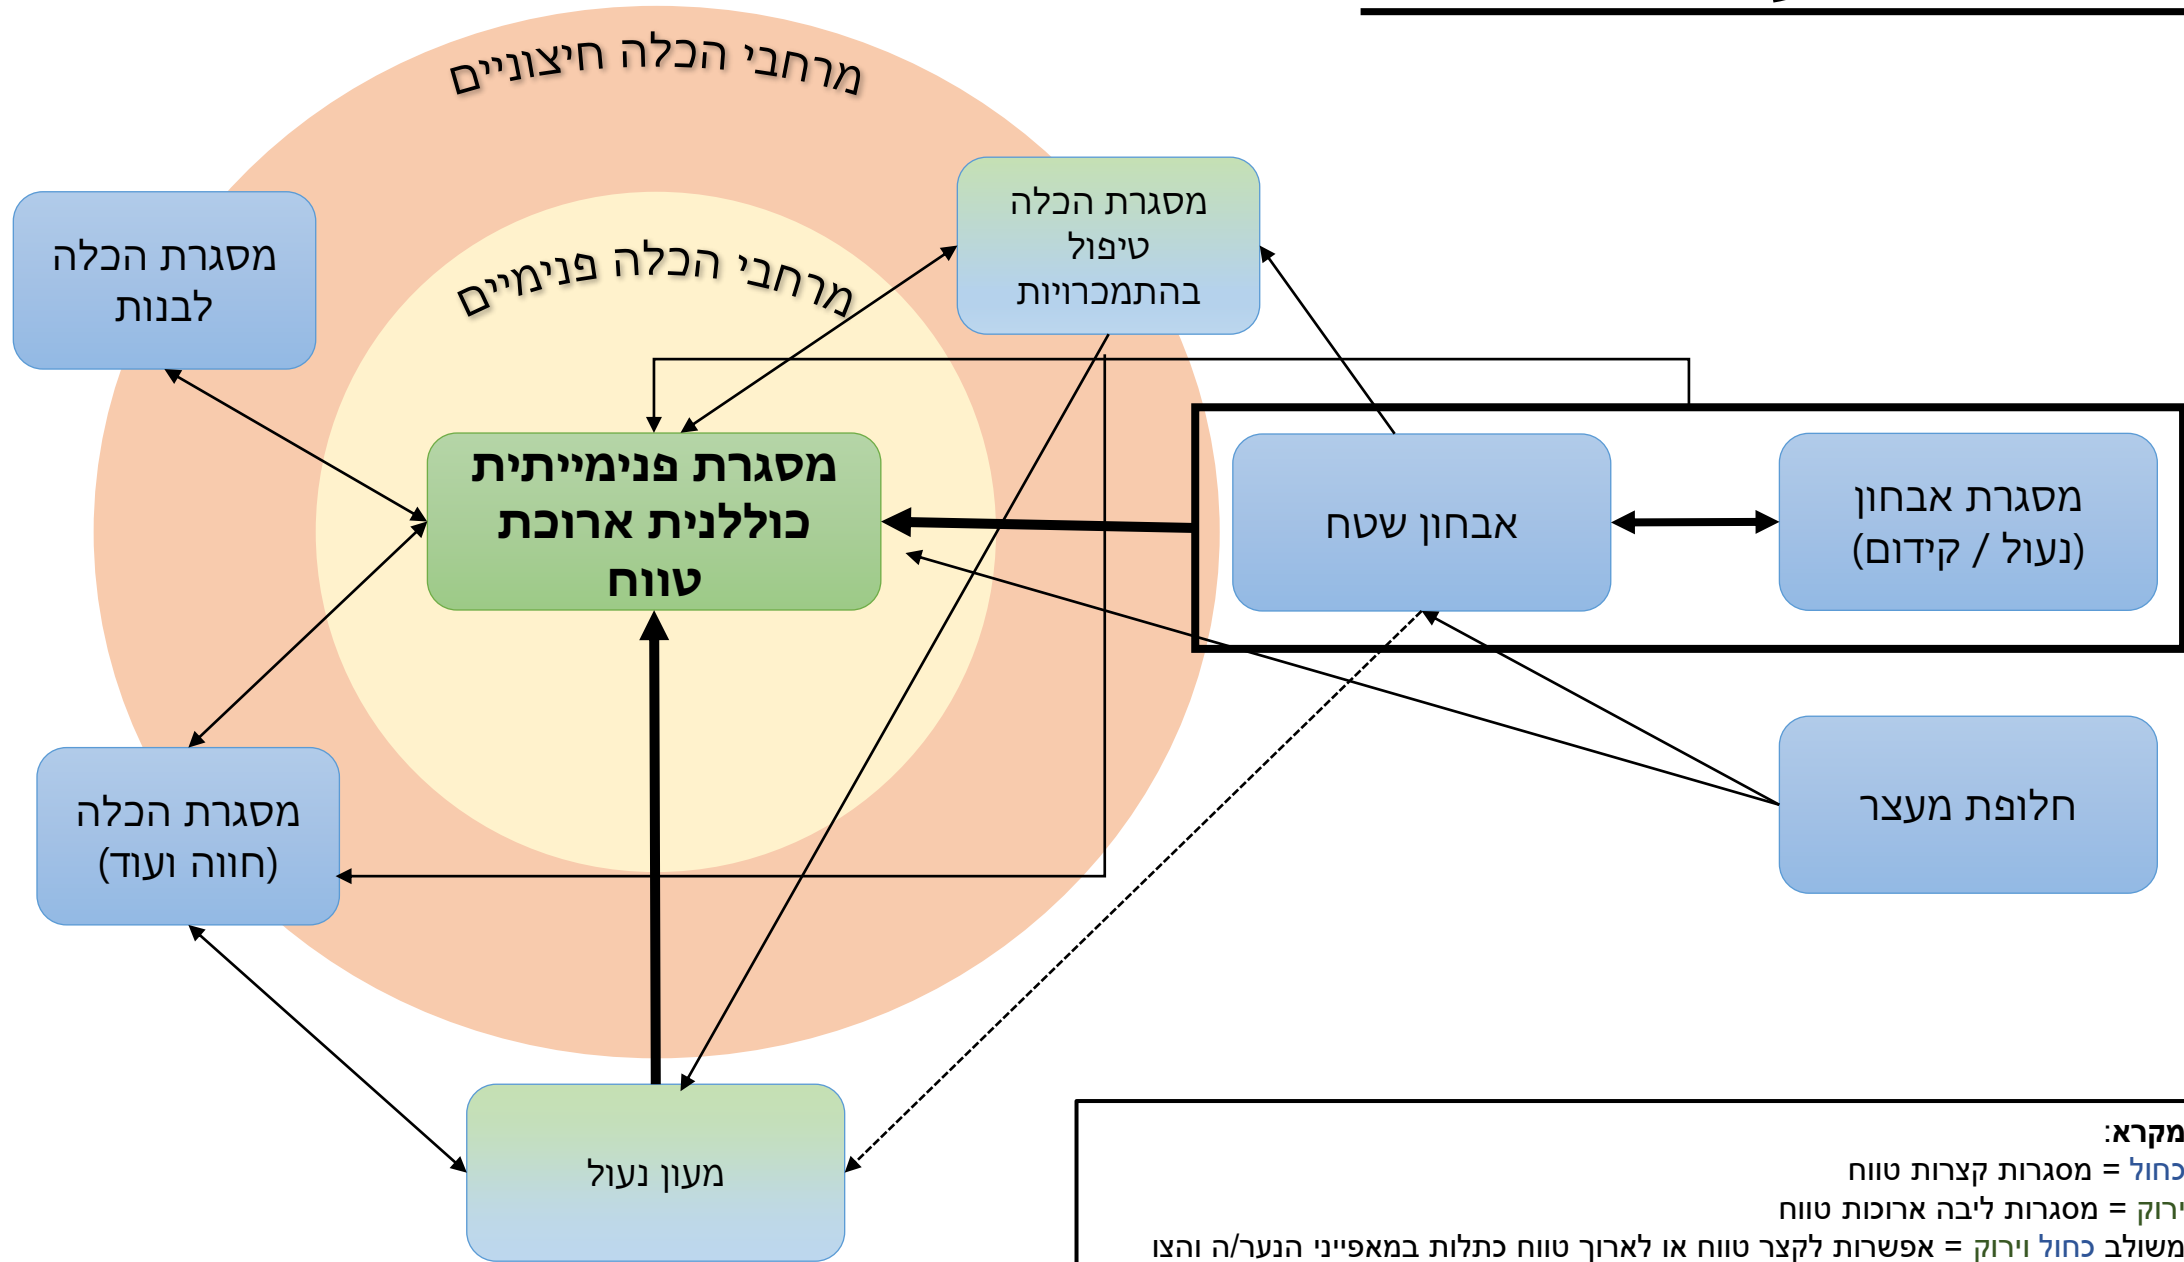 מרחבי הכלה חיצוניים
מרחבי הכלה פנימיים
מסגרת הכלה
טיפול
בהתמכרויות
מסגרת הכלה
לבנות
מסגרת פנימייתית
כוללנית ארוכת
טווח
אבחון שטח
מסגרת אבחון
(נעול / קידום)
מסגרת הכלה
(חווה ועוד)
חלופת מעצר
מעון נעול
מקרא:
כחול = מסגרות קצרות טווח
ירוק = מסגרות ליבה ארוכות טווח
משולב כחול וירוק = אפשרות לקצר טווח או לארוך טווח כתלות במאפייני הנער/ה והצו